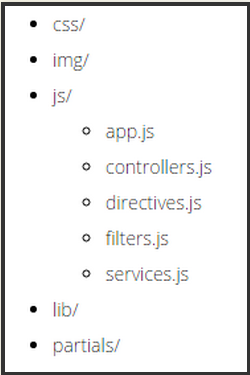 css/
img/
js/
app.js
controllers.js
directives.js
filters.js
services.js
lib/
partials/